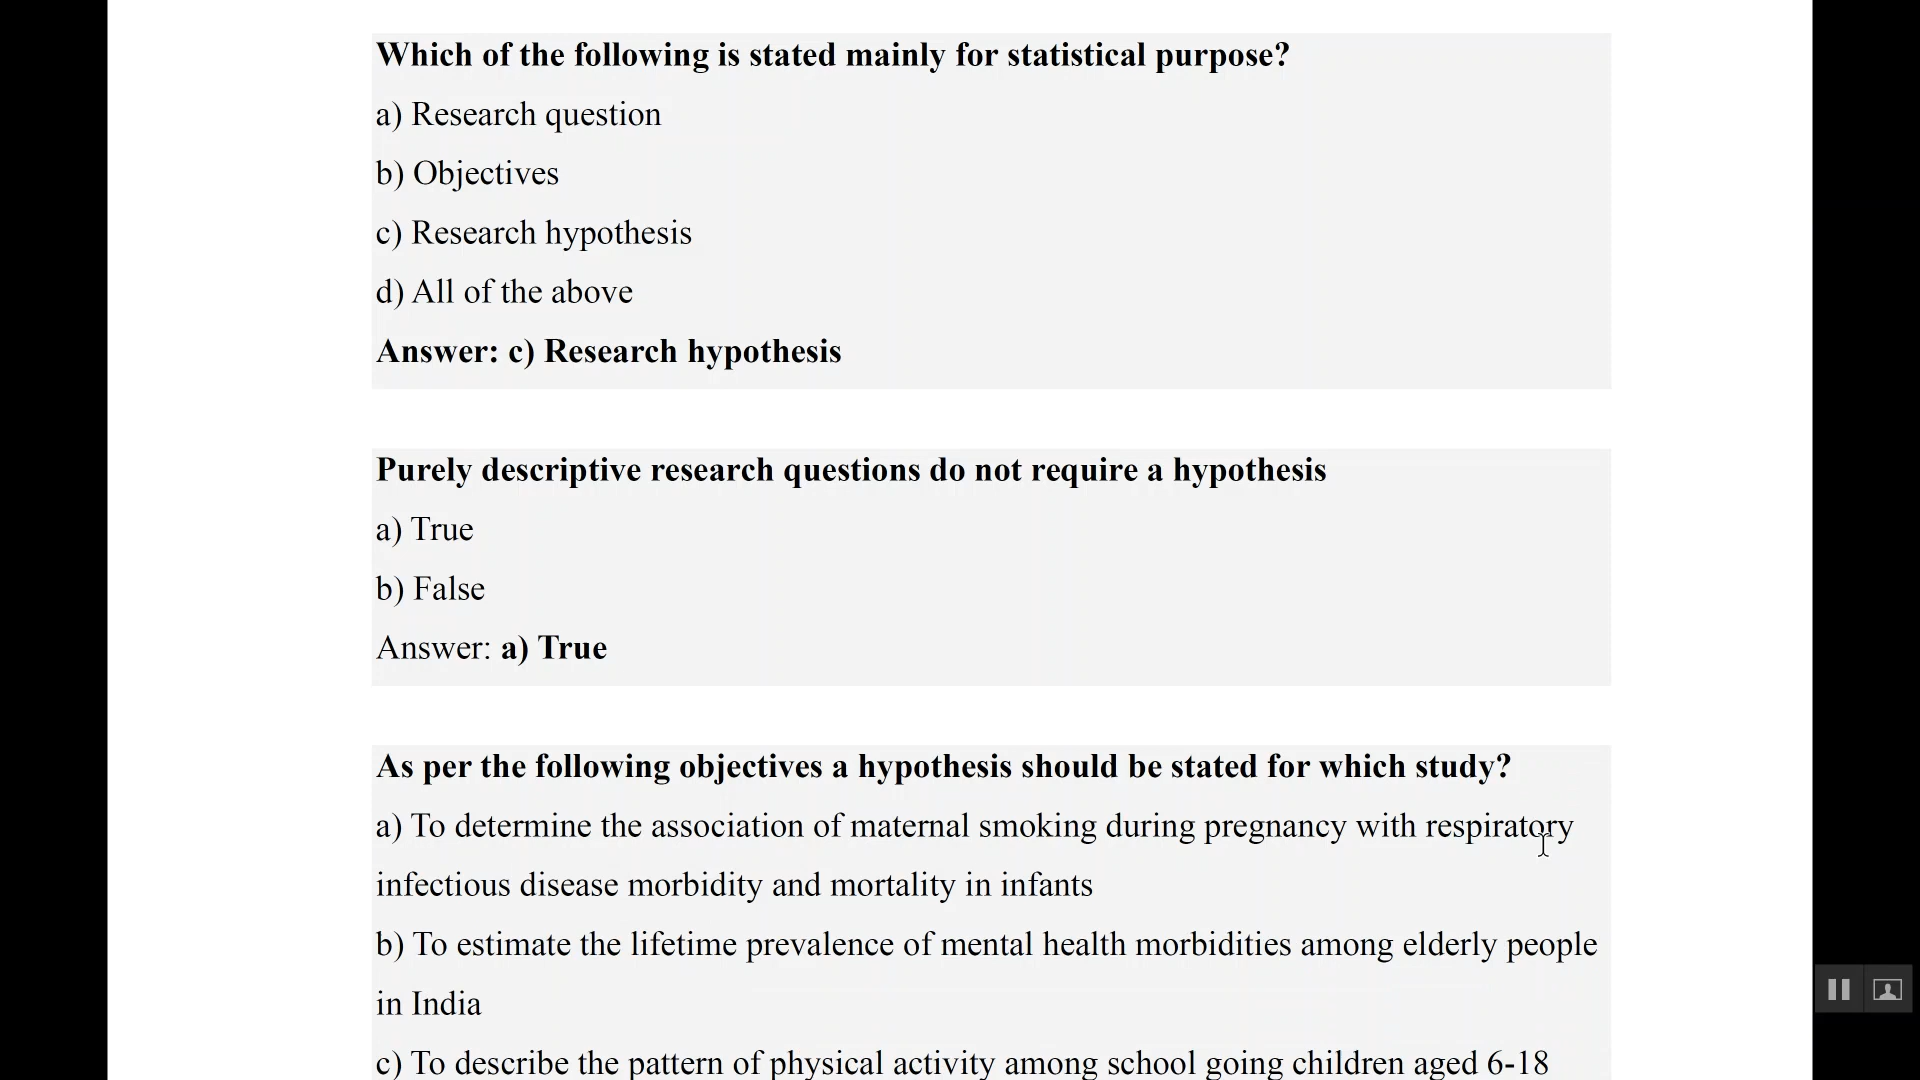 Which of the following is stated mainly for statistical purpose?
a) Research question
b) Objectives
c) Research hypothesis
d) All of the above
Answer: c) Research hypothesis
Purely descriptive research questions do not require a hypothesis
a) True
b) False
Answer: a) True
As per the following objectives a hypothesis should be stated for which study?
a) To determine the association of maternal smoking during pregnancy with respiratory
infectious disease morbidity and mortality in infants
b) To estimate the lifetime prevalence of mental health morbidities among elderly people
in India
c) To describe the pattern of physical activity among school going children aged 6-18